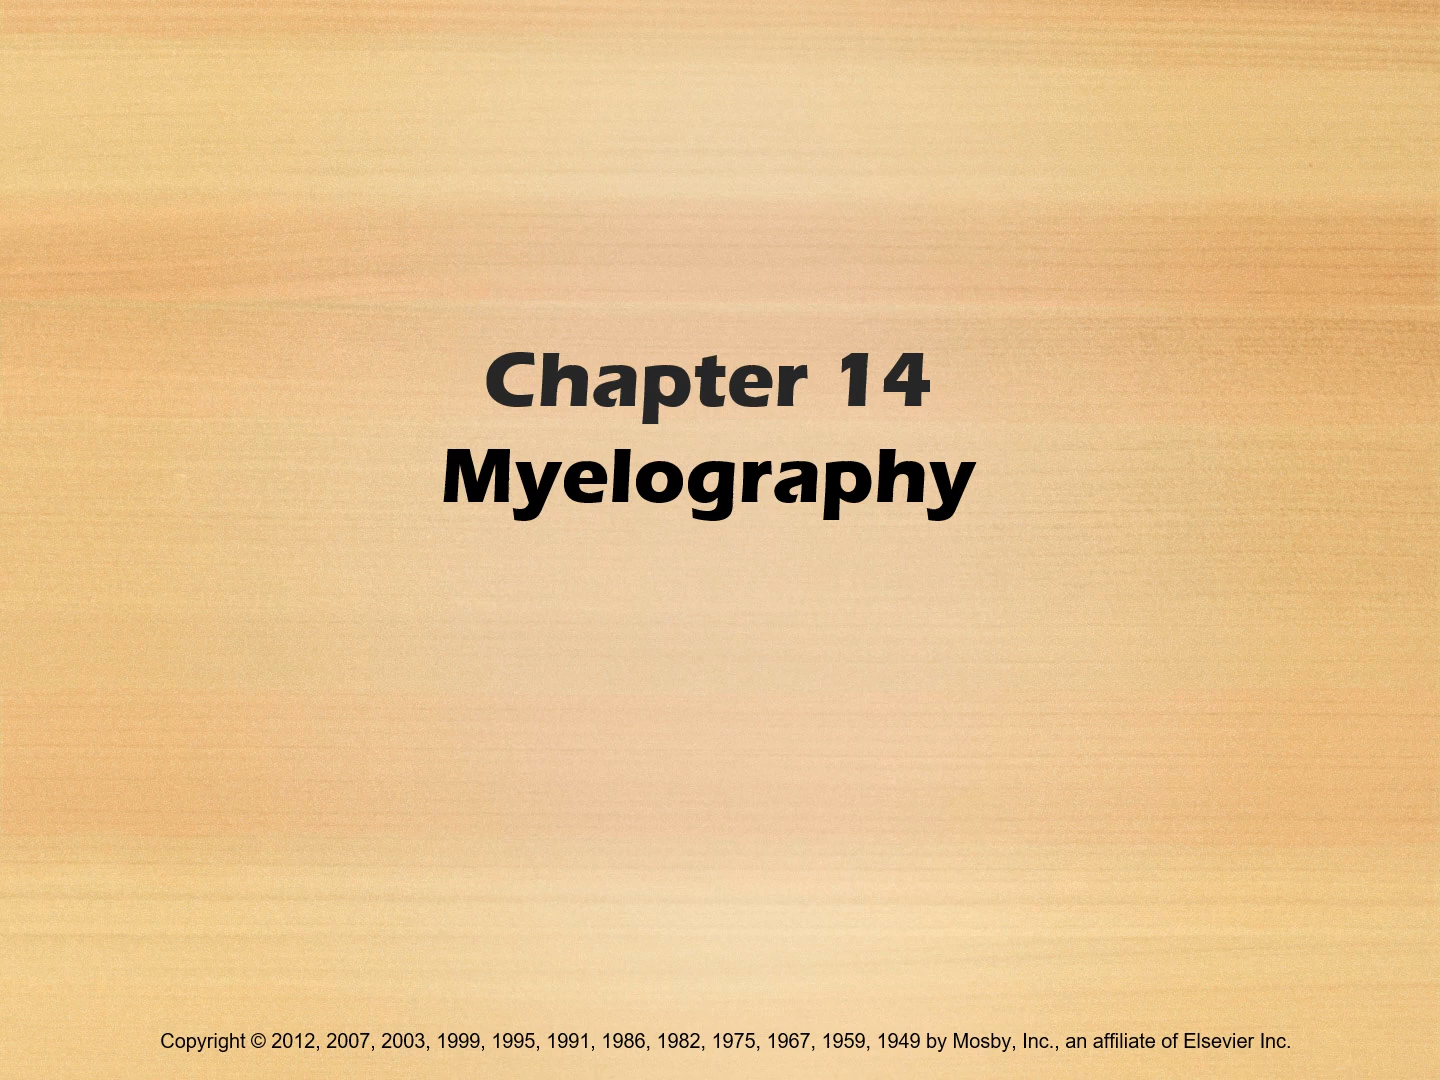 Chapter 14
Myelography
Copyright © 2012, 2007, 2003, 1999, 1995, 1991, 1986, 1982, 1975, 1967, 1959, 1949 by Mosby, Inc., an affiliate of Elsevier Inc.